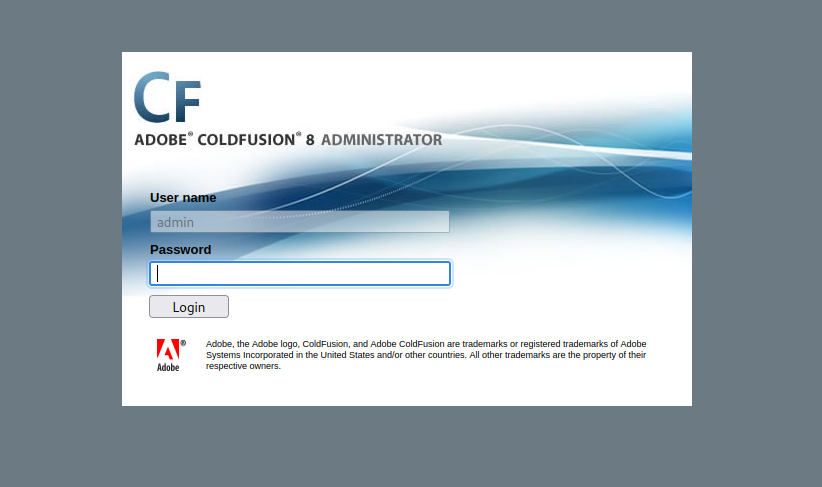 CF
ADOBE® COLDFUSION® 8 ADMINISTRATOR
User name
admin
Password
Login
Adobe, the Adobe logo, ColdFusion, and Adobe ColdFusion are trademarks or registered trademarks of Adobe
Systems Incorporated in the United States and/or other countries. All other trademarks are the property of their
respective owners.
®
Adobe